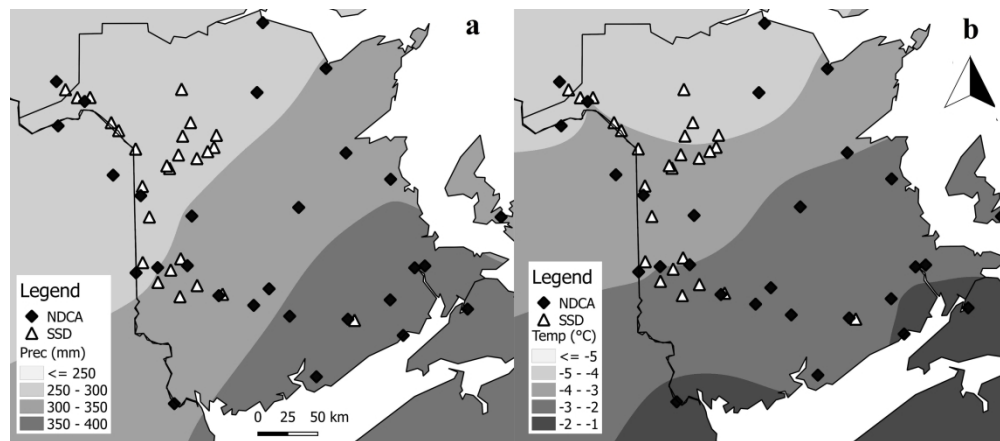 a
Legend
NDCA
SSD
Prec (mm)
<= 250
250 - 300
300 - 350
350 - 400
0 25 50 km
b
Legend
NDCA
SSD
Temp (°C)
<= -5
-5 - -4
-4 - -3
-3 - -2
-2 - -1